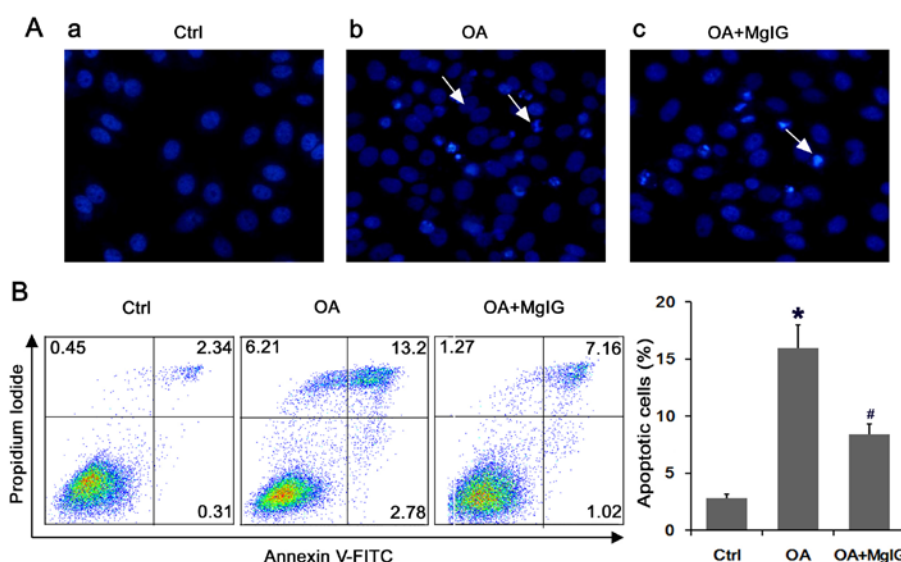 A a Ctrl b OA c OA+MgIG
B Ctrl OA OA+MgIG
0.45 2.34 6.21 13.2 1.27 7.16
0.31 2.78 1.02
Propidium Iodide
Annexin V-FITC
Apoptotic cells (%)
20
15
10
5
0
*
#
Ctrl OA OA+MgIG